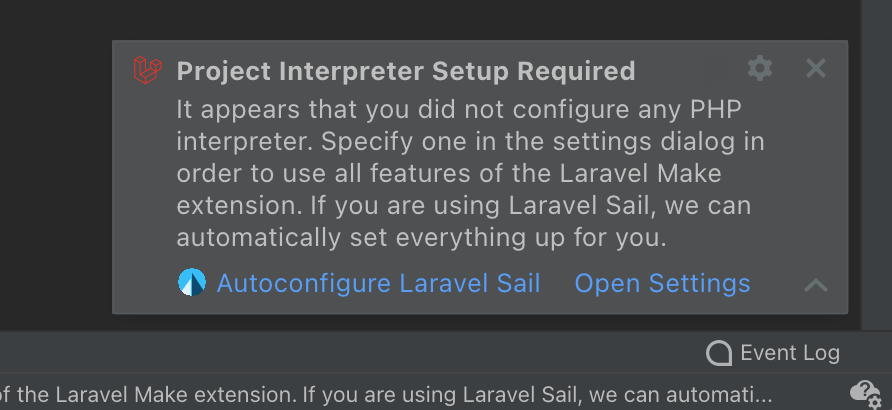 Project Interpreter Setup Required
It appears that you did not configure any PHP
interpreter. Specify one in the settings dialog in
order to use all features of the Laravel Make
extension. If you are using Laravel Sail, we can
automatically set everything up for you.
Autoconfigure Laravel Sail Open Settings
Event Log
of the Laravel Make extension. If you are using Laravel Sail, we can automati...